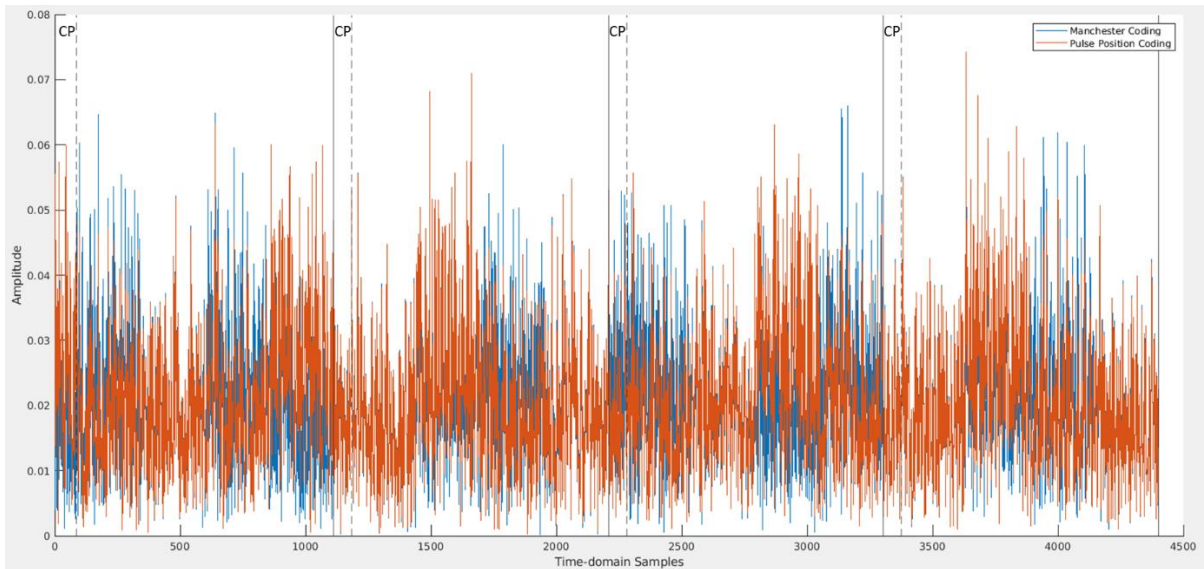 0.08
0.07
0.06
0.05
0.04
0.03
0.02
0.01
0
Amplitude
CP
CP
CP
CP
Manchester Coding
Pulse Position Coding
0
500
1000
1500
2000
2500
3000
3500
4000
4500
Time-domain Samples